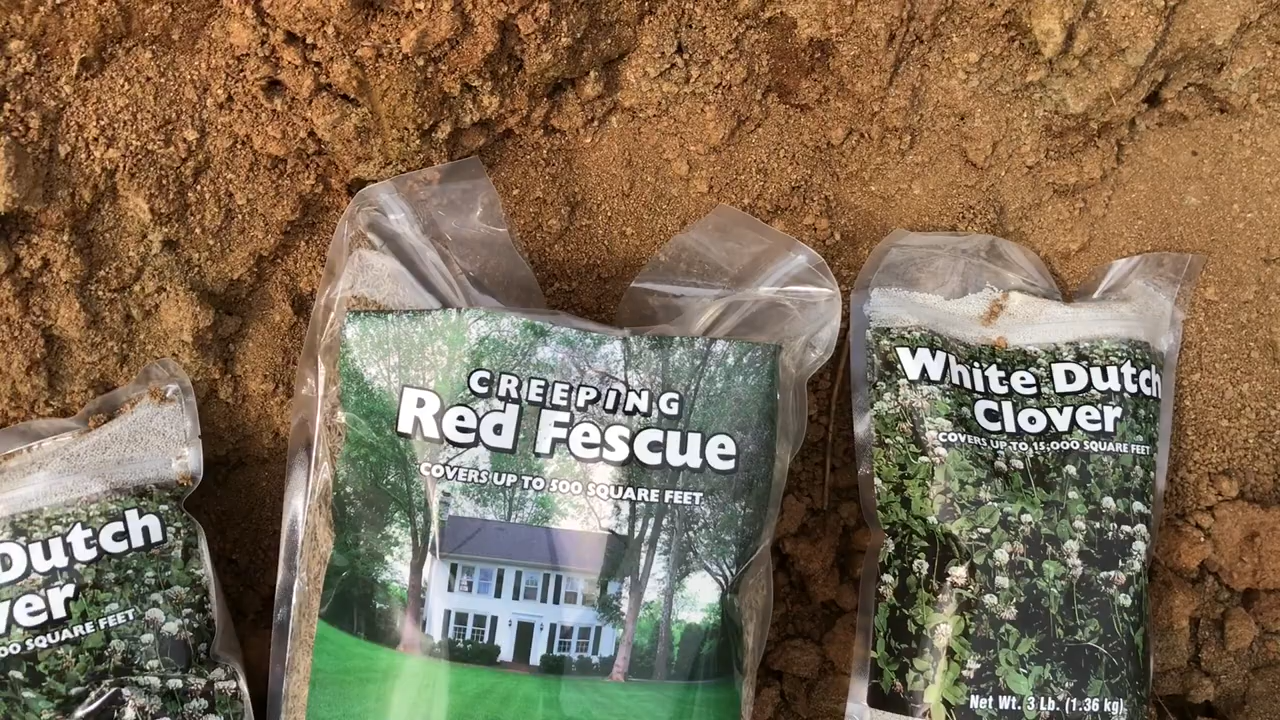 Dutch
ver
00 SQUARE FEET
CREEPING
Red Fescue
COVERS UP TO 500 SQUARE FEET
White Dutch
Clover
COVERS UP TO 15,000 SQUARE FEET
Net Wt. 3 Lb. (1.36 kg)